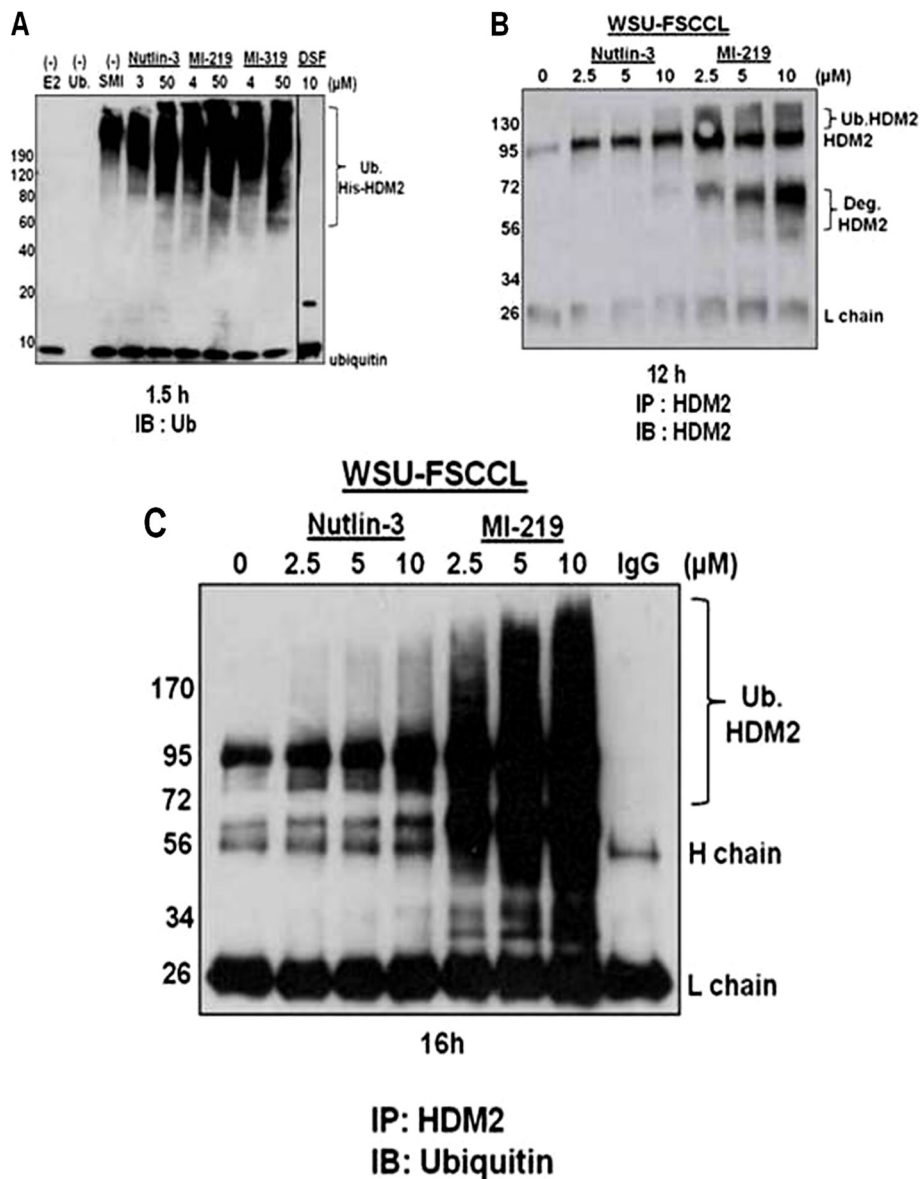 A
(-) (-) (-) Nutlin-3 MI-219 MI-319 DSF
E2 Ub. SMI 3 50 4 50 4 50 10 (μM)
190
120
80
60
40
20
10
Ub.
His-HDM2
ubiquitin
1.5 h
IB : Ub
B
WSU-FSCCL
Nutlin-3 MI-219
0 2.5 5 10 2.5 5 10 (μM)
130
95
72
56
34
26
Ub.HDM2
HDM2
Deg.
HDM2
L chain
12 h
IP : HDM2
IB : HDM2
C
WSU-FSCCL
Nutlin-3 MI-219
0 2.5 5 10 2.5 5 10 IgG (μM)
170
95
72
56
34
26
Ub.
HDM2
H chain
L chain
16h
IP: HDM2
IB: Ubiquitin